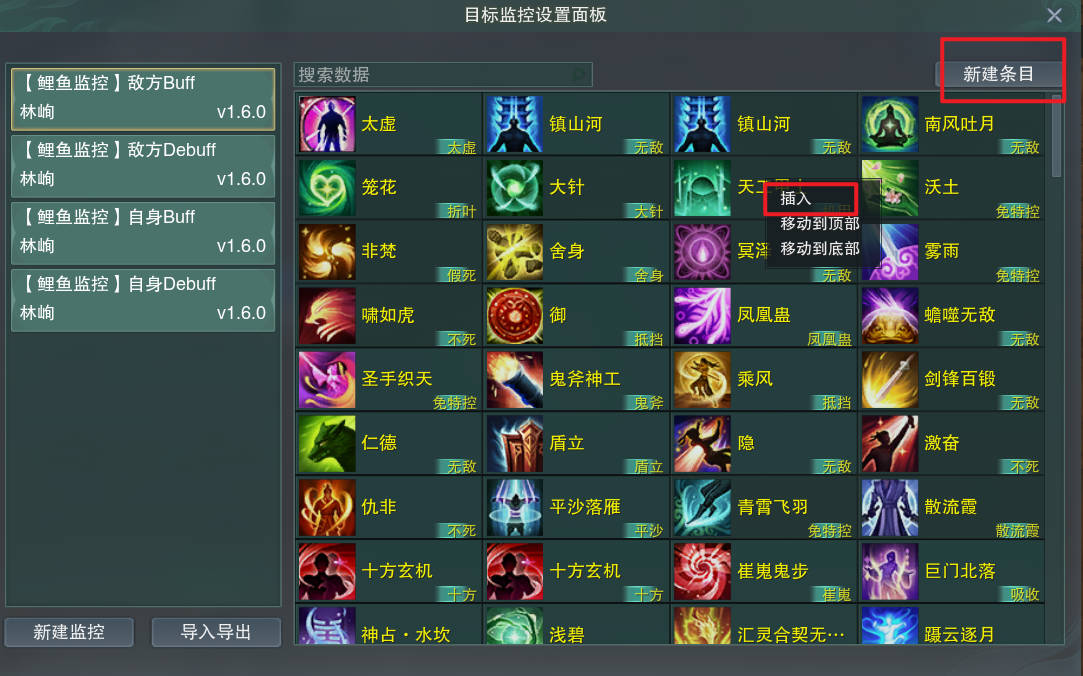 目标监控设置面板
【鲤鱼监控】敌方Buff
林峋 v1.6.0
【鲤鱼监控】敌方Debuff
林峋 v1.6.0
【鲤鱼监控】自身Buff
林峋 v1.6.0
【鲤鱼监控】自身Debuff
林峋 v1.6.0
新建监控 导入导出
搜索数据 新建条目
太虚 镇山河 镇山河 南风吐月
太虚 无敌 无敌 无敌
笼花 大针 天工 沃土
折叶 大针 免特控
插入
移动到顶部
移动到底部
非梵 舍身 冥泽 雾雨
假死 舍身 无敌 免特控
啸如虎 御 凤凰蛊 蟾噬无敌
不死 抵挡 凤凰蛊 无敌
圣手织天 鬼斧神工 乘风 剑锋百锻
免特控 鬼斧 抵挡 无敌
仁德 盾立 隐 激奋
无敌 盾立 无敌 不死
仇非 平沙落雁 青霄飞羽 散流霞
不死 平沙 免特控 散流霞
十方玄机 十方玄机 崔嵬鬼步 巨门北落
十方 十方 崔嵬 吸收
神占·水坎 浅碧 汇灵合契无… 蹑云逐月